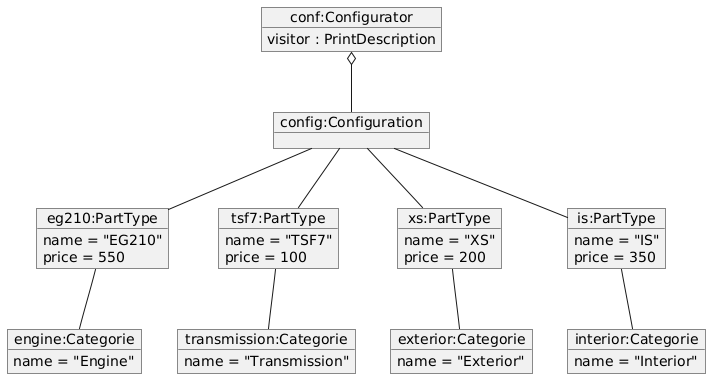 conf:Configurator
visitor : PrintDescription
config:Configuration
eg210:PartType
name = "EG210"
price = 550
tsf7:PartType
name = "TSF7"
price = 100
xs:PartType
name = "XS"
price = 200
is:PartType
name = "IS"
price = 350
engine:Categorie
name = "Engine"
transmission:Categorie
name = "Transmission"
exterior:Categorie
name = "Exterior"
interior:Categorie
name = "Interior"